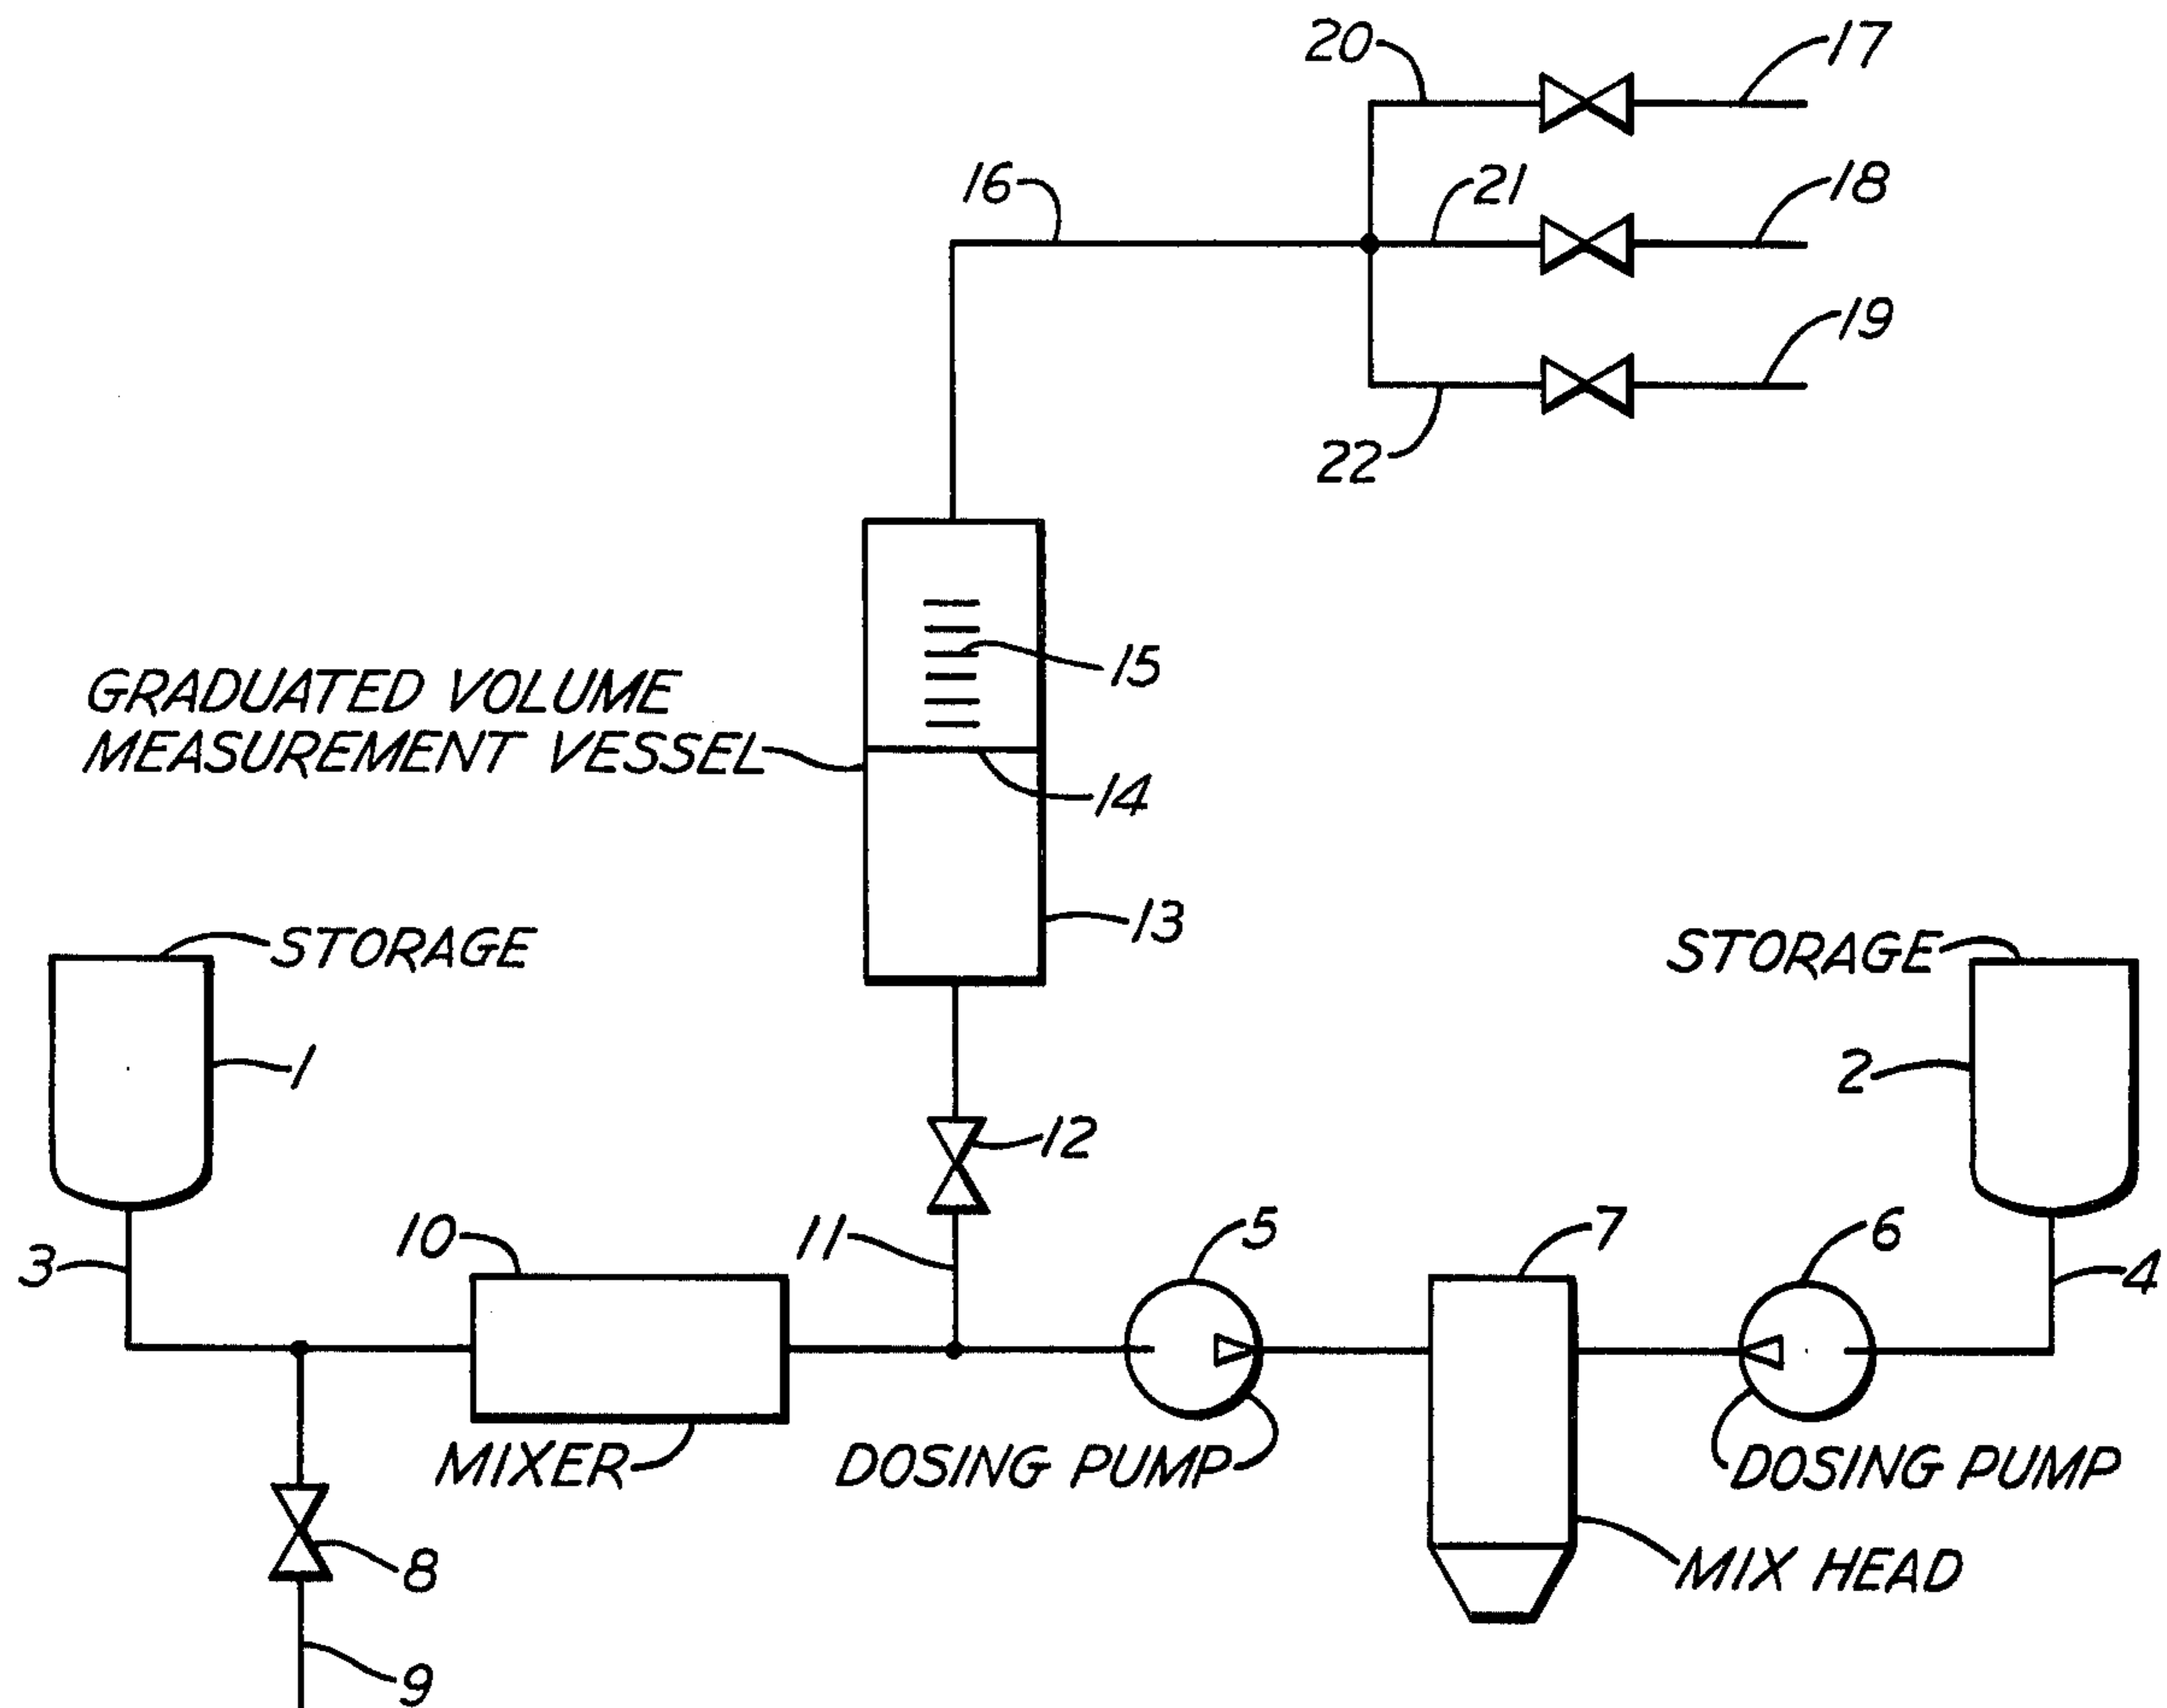 20
17
16
21
18
19
22
GRADUATED VOLUME
MEASUREMENT VESSEL
15
14
13
STORAGE
STORAGE
1
2
12
10
11
5
7
6
3
4
MIXER
DOSING PUMP
DOSING PUMP
8
MIX HEAD
9